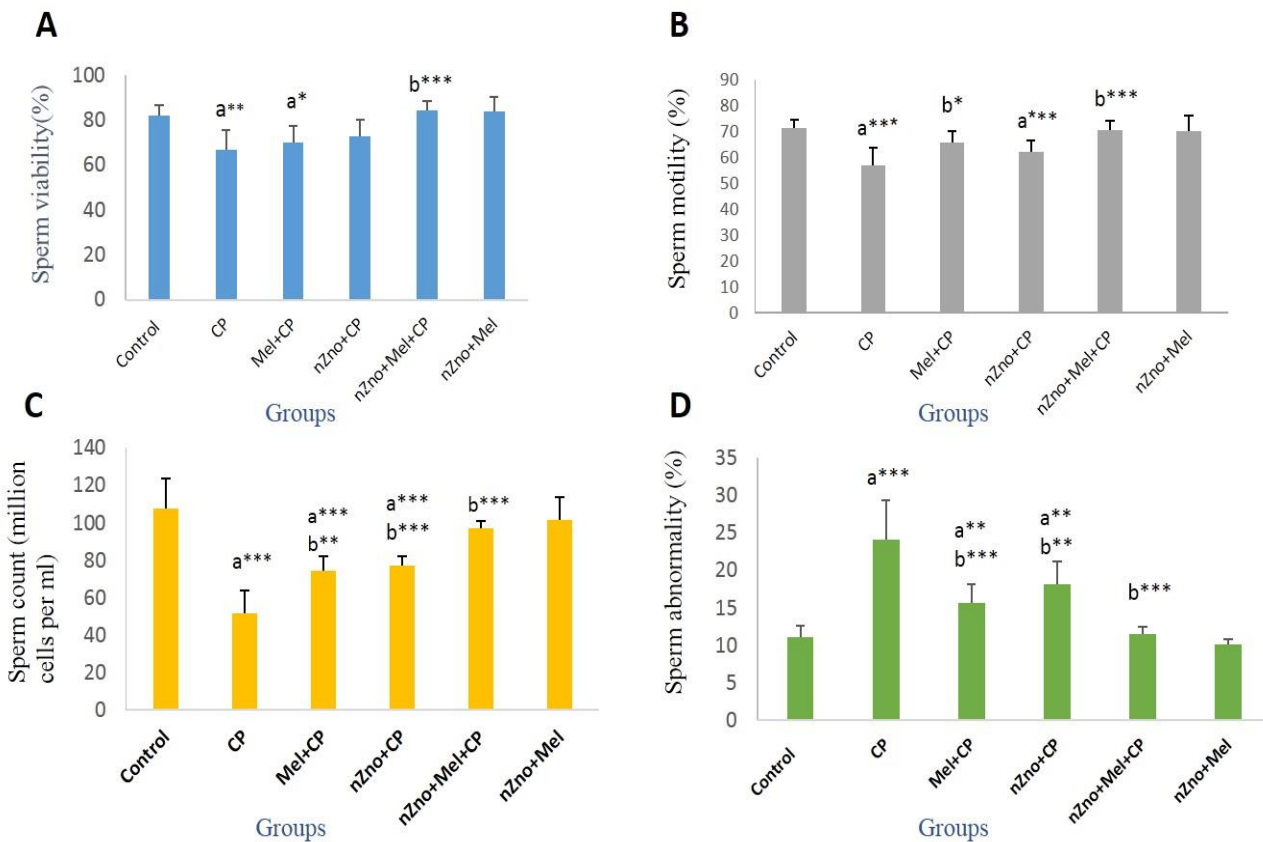 A
Sperm viability(%)
100
80
60
40
20
0
a**
a*
b***
Control
CP
Mel+CP
nZno+CP
nZno+Mel+CP
nZno+Mel
Groups
B
Sperm motility (%)
90
80
70
60
50
40
30
20
10
0
a***
b*
a***
b***
Control
CP
Mel+CP
nZno+CP
nZno+Mel+CP
nZno+Mel
Groups
C
Sperm count (million
cells per ml)
140
120
100
80
60
40
20
0
a***
a***
b**
a***
b***
b***
Control
CP
Mel+CP
nZno+CP
nZno+Mel+CP
nZno+Mel
Groups
D
Sperm abnormality (%)
35
30
25
20
15
10
5
0
a***
a**
b***
a**
b**
b***
Control
CP
Mel+CP
nZno+CP
nZno+Mel+CP
nZno+Mel
Groups